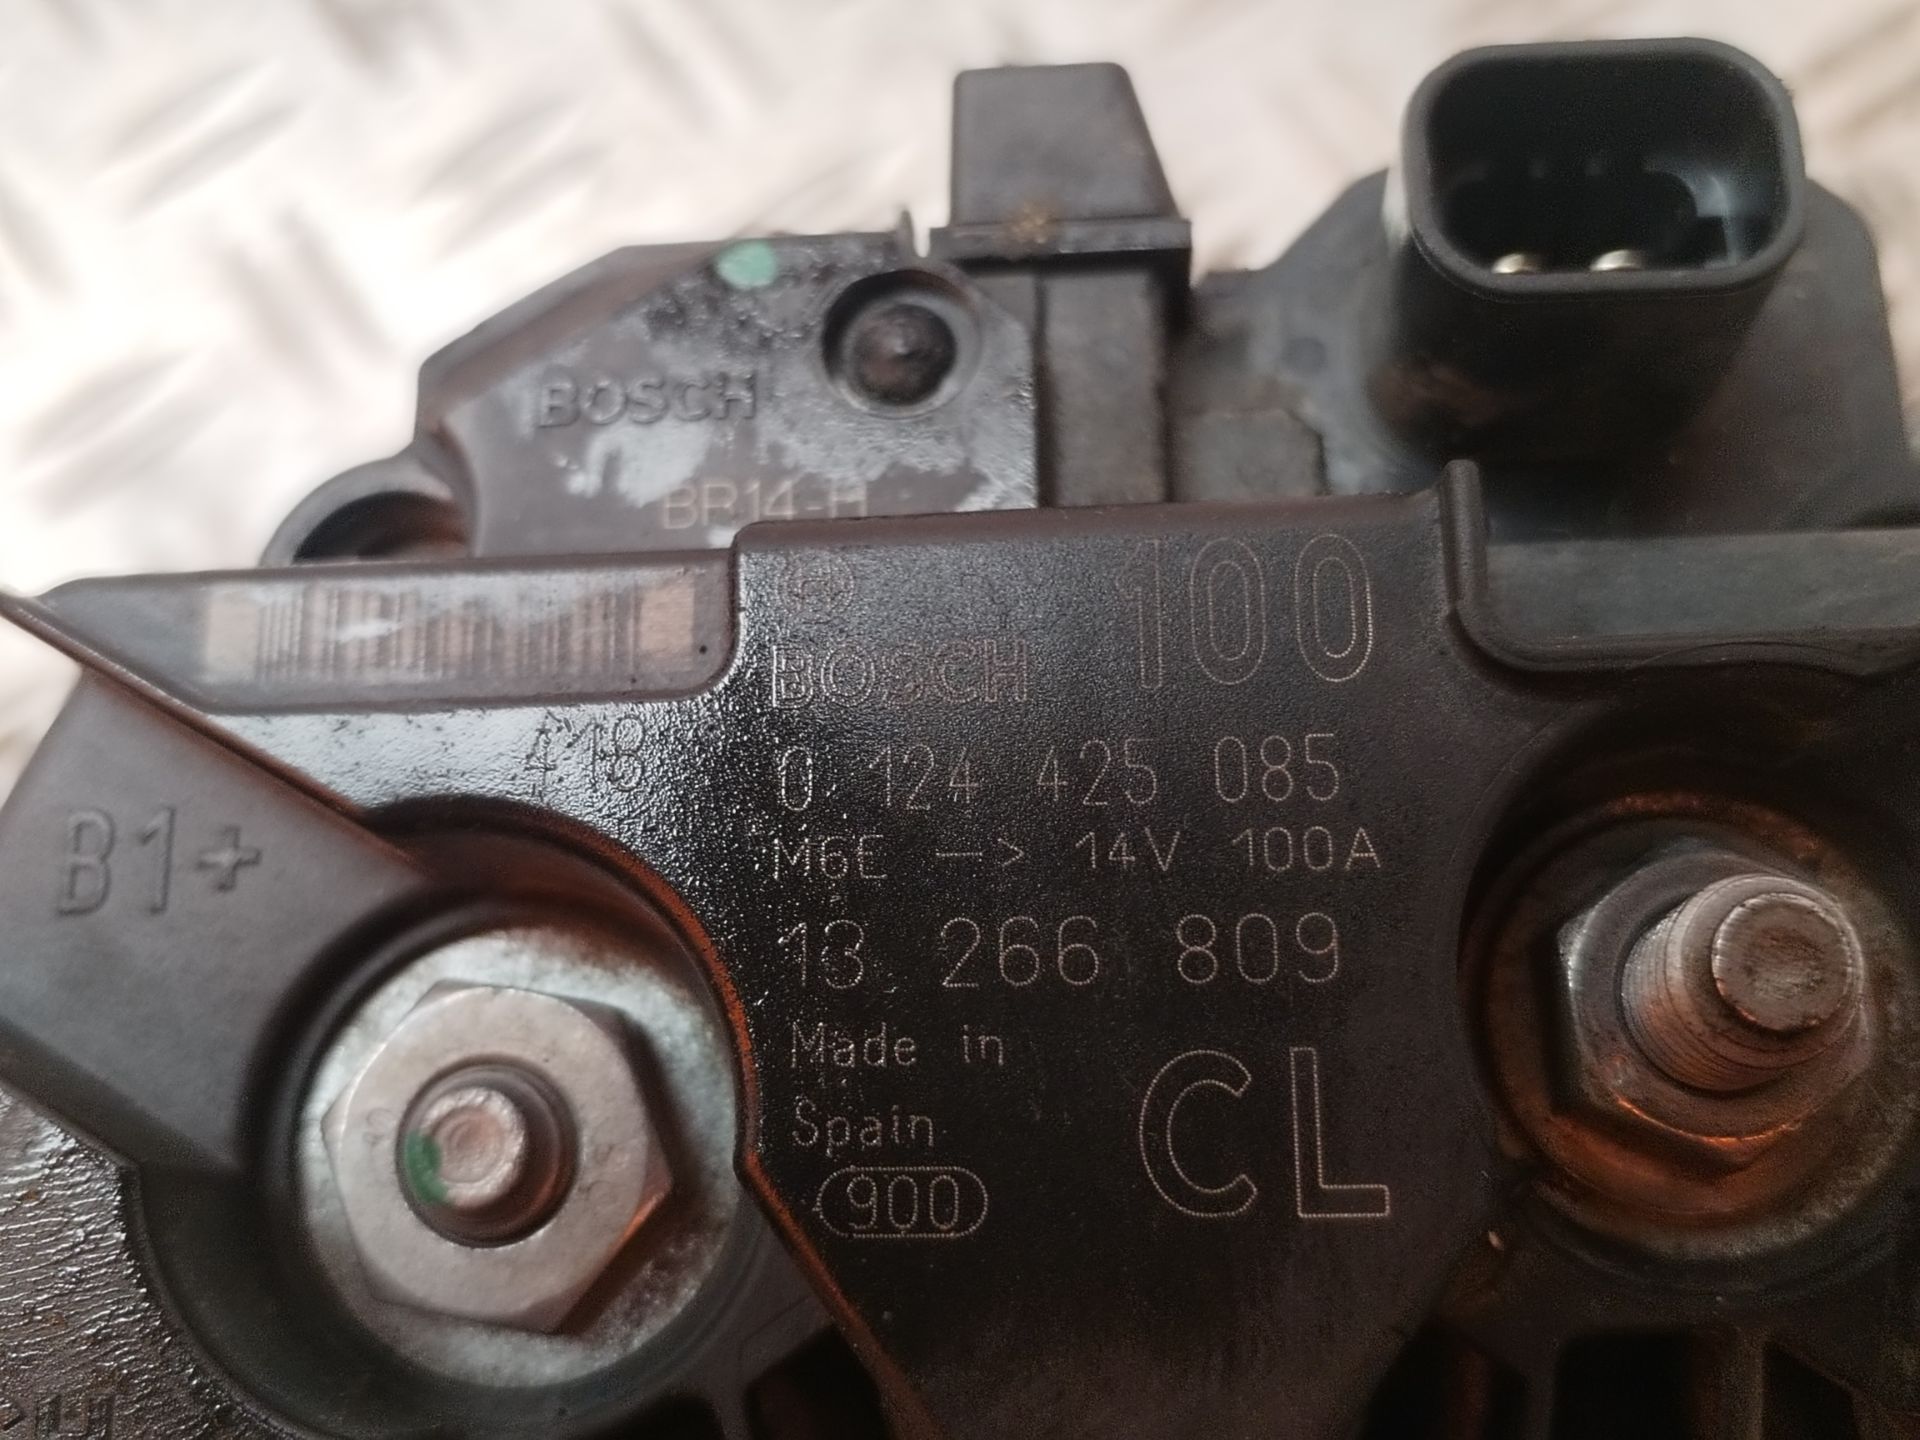 BOSCH
BR14-H
BOSCH 100
418 0 124 425 085
M6E —> 14V 100A
B1+
13 266 809
Made in
Spain
CL
900